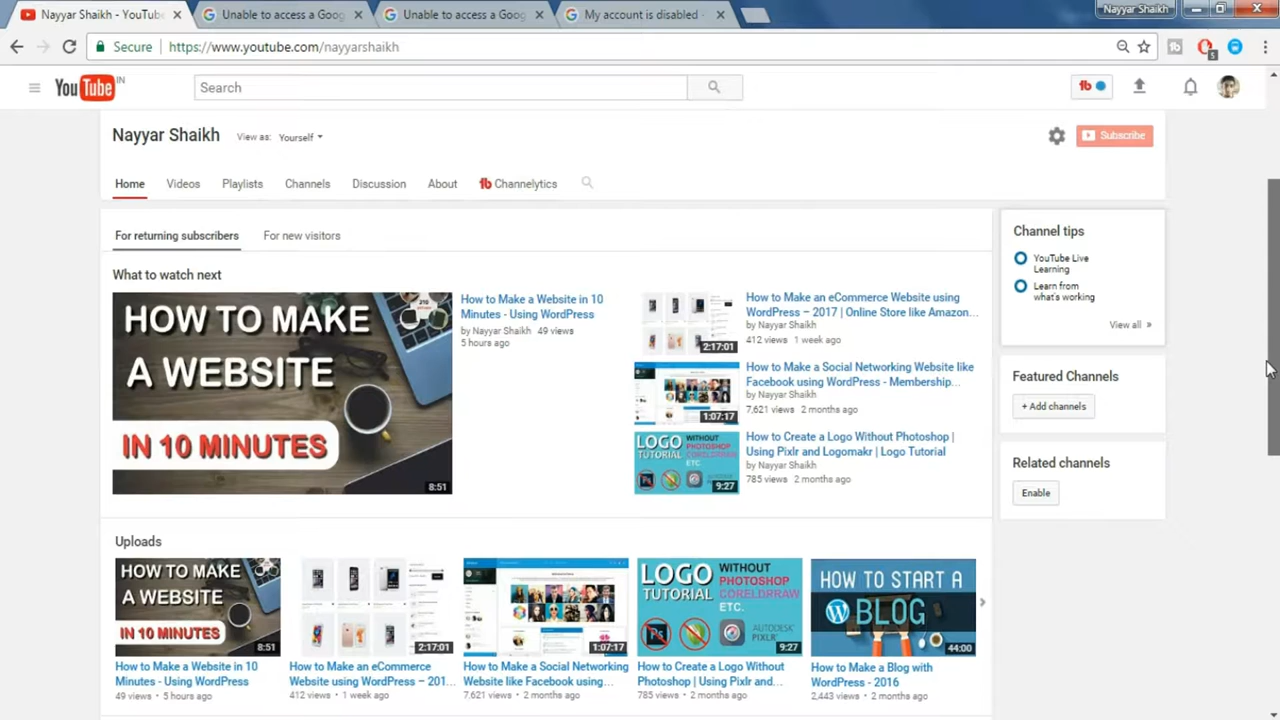 Nayyar Shaikh - YouTube
Unable to access a Goog
Unable to access a Goog
My account is disabled -
Nayyar Shaikh
Secure
https://www.youtube.com/nayyarshaikh
5
YouTube IN
Search
Nayyar Shaikh
View as: Yourself
Subscribe
Home
Videos
Playlists
Channels
Discussion
About
Channelytics
For returning subscribers
For new visitors
What to watch next
HOW TO MAKE
A WEBSITE
IN 10 MINUTES
8:51
How to Make a Website in 10
Minutes - Using WordPress
by Nayyar Shaikh 49 views
5 hours ago
2:17:01
How to Make an eCommerce Website using
WordPress – 2017 | Online Store like Amazon...
by Nayyar Shaikh
412 views 1 week ago
1:07:17
How to Make a Social Networking Website like
Facebook using WordPress - Membership...
by Nayyar Shaikh
7,621 views 2 months ago
LOGO
TUTORIAL
WITHOUT
PHOTOSHOP
CORELDRRAW
ETC.
9:27
How to Create a Logo Without Photoshop |
Using Pixlr and Logomakr | Logo Tutorial
by Nayyar Shaikh
785 views 2 months ago
Channel tips
YouTube Live
Learning
Learn from
what's working
View all »
Featured Channels
+ Add channels
Related channels
Enable
Uploads
HOW TO MAKE
A WEBSITE
IN 10 MINUTES
8:51
How to Make a Website in 10
Minutes - Using WordPress
49 views • 5 hours ago
2:17:01
How to Make an eCommerce
Website using WordPress – 201...
412 views • 1 week ago
1:07:17
How to Make a Social Networking
Website like Facebook using...
7,621 views • 2 months ago
LOGO
TUTORIAL
WITHOUT
PHOTOSHOP
CORELDRRAW
ETC.
AUTODESK
PIXLR
9:27
How to Create a Logo Without
Photoshop | Using Pixlr and...
785 views • 2 months ago
HOW TO START A
BLOG
44:00
How to Make a Blog with
WordPress - 2016
2,443 views • 2 months ago